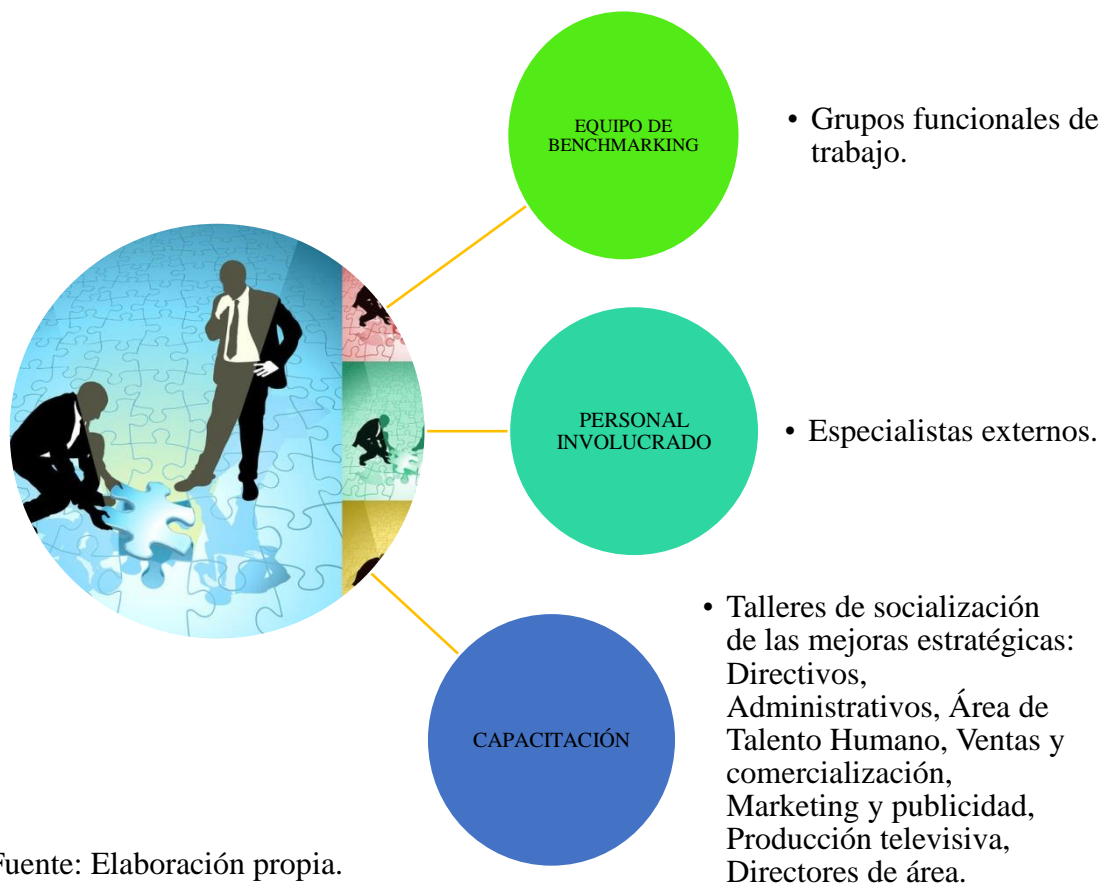 EQUIPO DE
BENCHMARKING
• Grupos funcionales de
trabajo.
PERSONAL
INVOLUCRADO
• Especialistas externos.
CAPACITACIÓN
• Talleres de socialización
de las mejoras estratégicas:
Directivos,
Administrativos, Área de
Talento Humano, Ventas y
comercialización,
Marketing y publicidad,
Producción televisiva,
Directores de área.
Fuente: Elaboración propia.